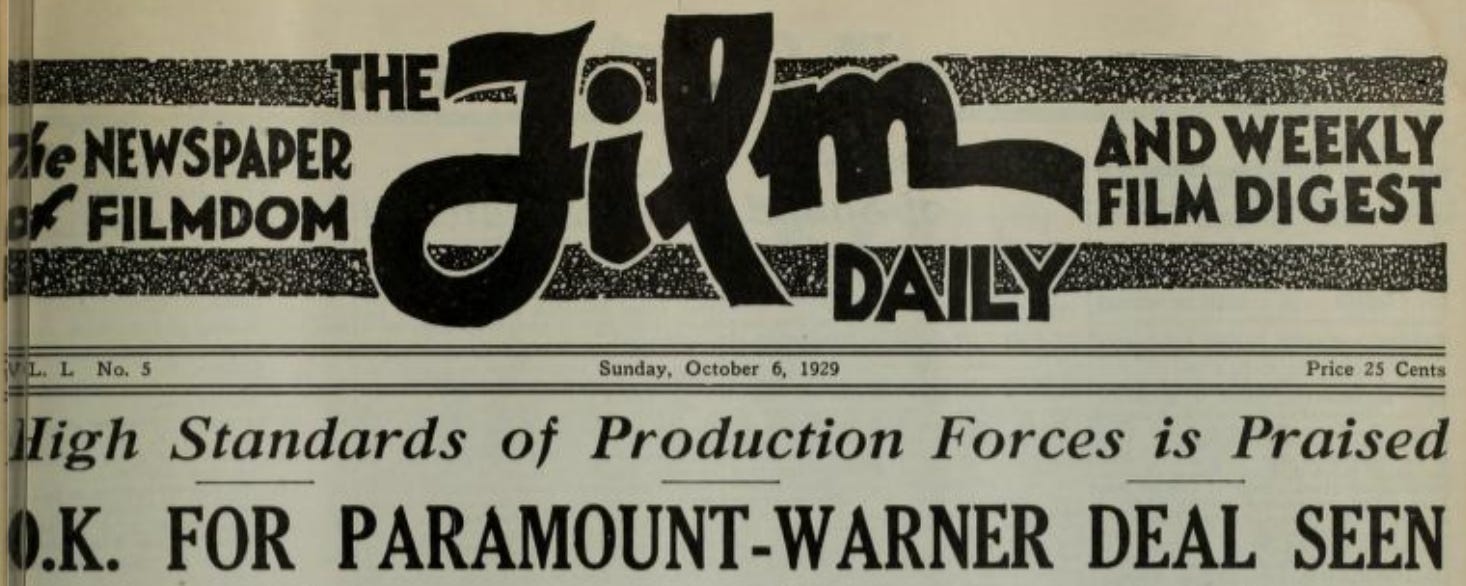 THE Film DAILY
The NEWSPAPER
of FILMDOM
AND WEEKLY
FILM DIGEST
VOL. L No. 5 Sunday, October 6, 1929 Price 25 Cents
High Standards of Production Forces is Praised
O.K. FOR PARAMOUNT-WARNER DEAL SEEN